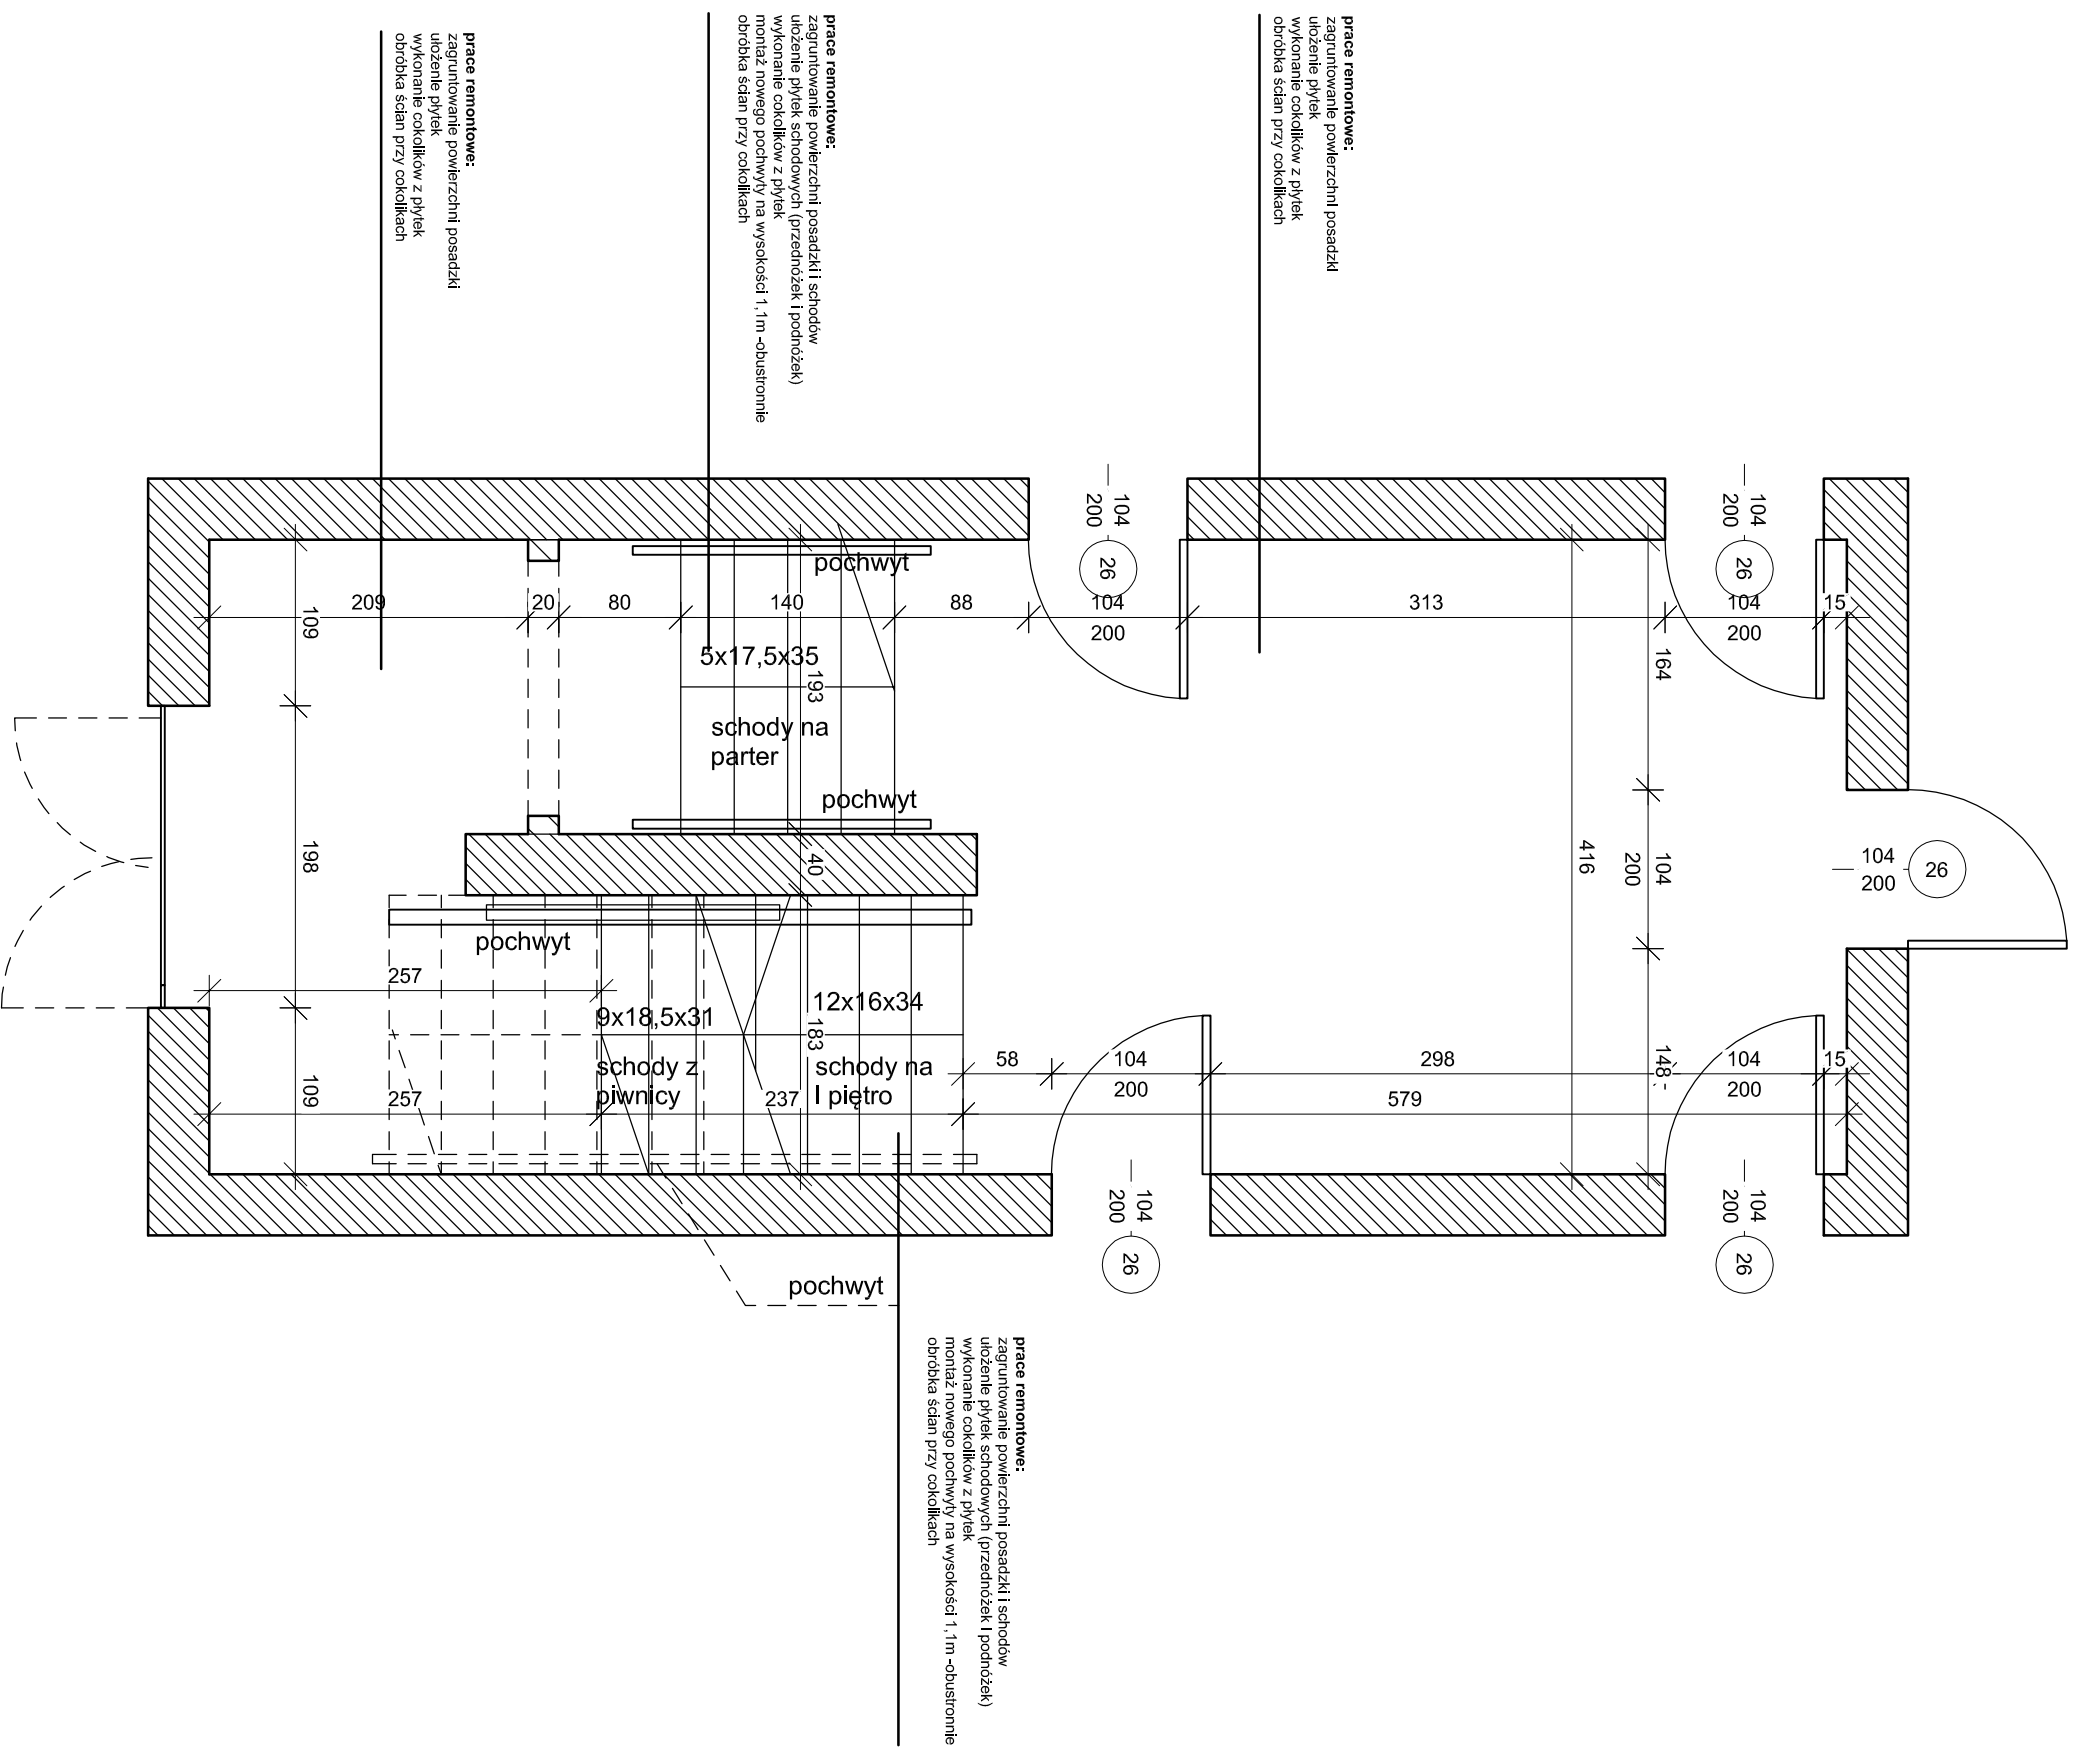 prace remontowe:
zagruntowanie powierzchni posadzki
ułożenie płytek
wykonanie cokolików z płytek
obróbka ścian przy cokolikach
prace remontowe:
zagruntowanie powierzchni posadzki i schodów
ułożenie płytek schodowych (przednóżek i podnóżek)
wykonanie cokolików z płytek
montaż nowego pochwyty na wysokości 1,1m -obustronnie
obróbka ścian przy cokolikach
prace remontowe:
zagruntowanie powierzchni posadzki
ułożenie płytek
wykonanie cokolików z płytek
obróbka ścian przy cokolikach
104
200
26
104
200
26
pochwyt
209
20
80
140
88
104
200
313
104
200
15
109
5x17,5x35
193
164
schody na
parter
pochwyt
198
40
416
104
200
104
200
26
pochwyt
257
9x18,5x31
12x16x34
183
schody z
piwnicy
schody na
I piętro
58
104
200
298
148
104
200
15
109
257
237
579
104
200
26
104
200
26
pochwyt
prace remontowe:
zagruntowanie powierzchni posadzki i schodów
ułożenie płytek schodowych (przednóżek i podnóżek)
wykonanie cokolików z płytek
montaż nowego pochwyty na wysokości 1,1m -obustronnie
obróbka ścian przy cokolikach